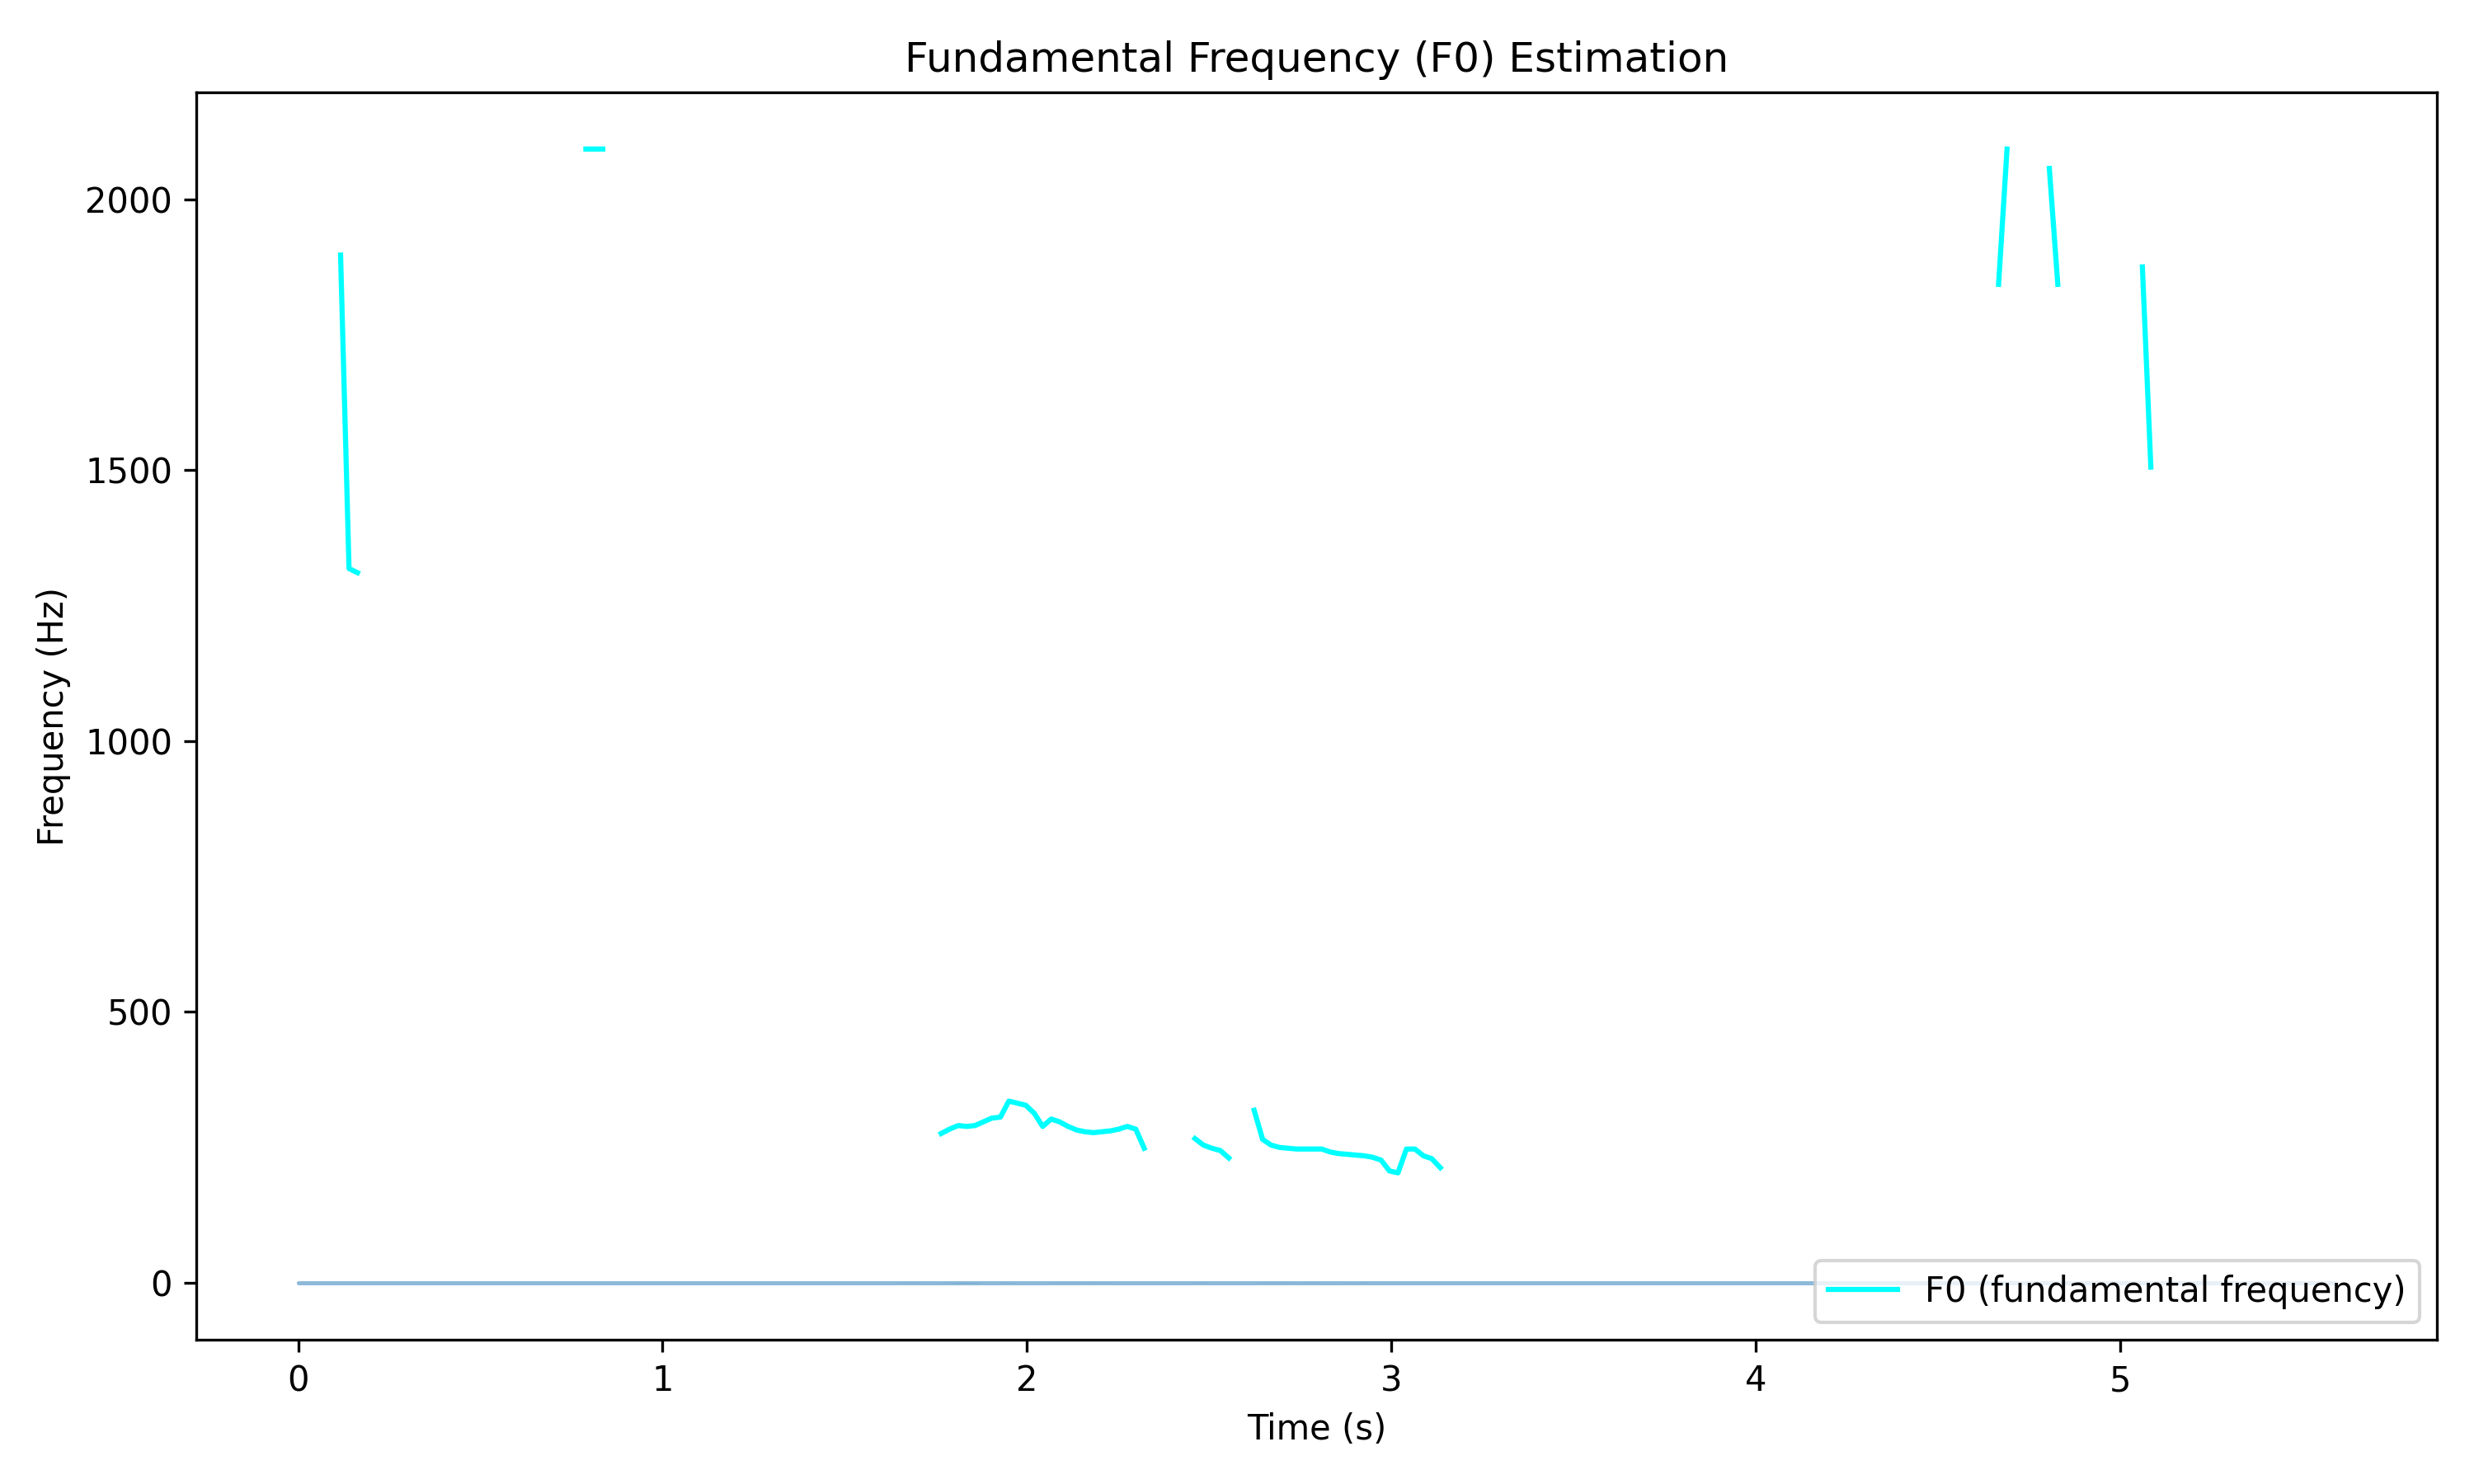 Fundamental Frequency (F0) Estimation
Frequency (Hz)
2000
1500
1000
500
0
F0 (fundamental frequency)
0 1 2 3 4 5
Time (s)